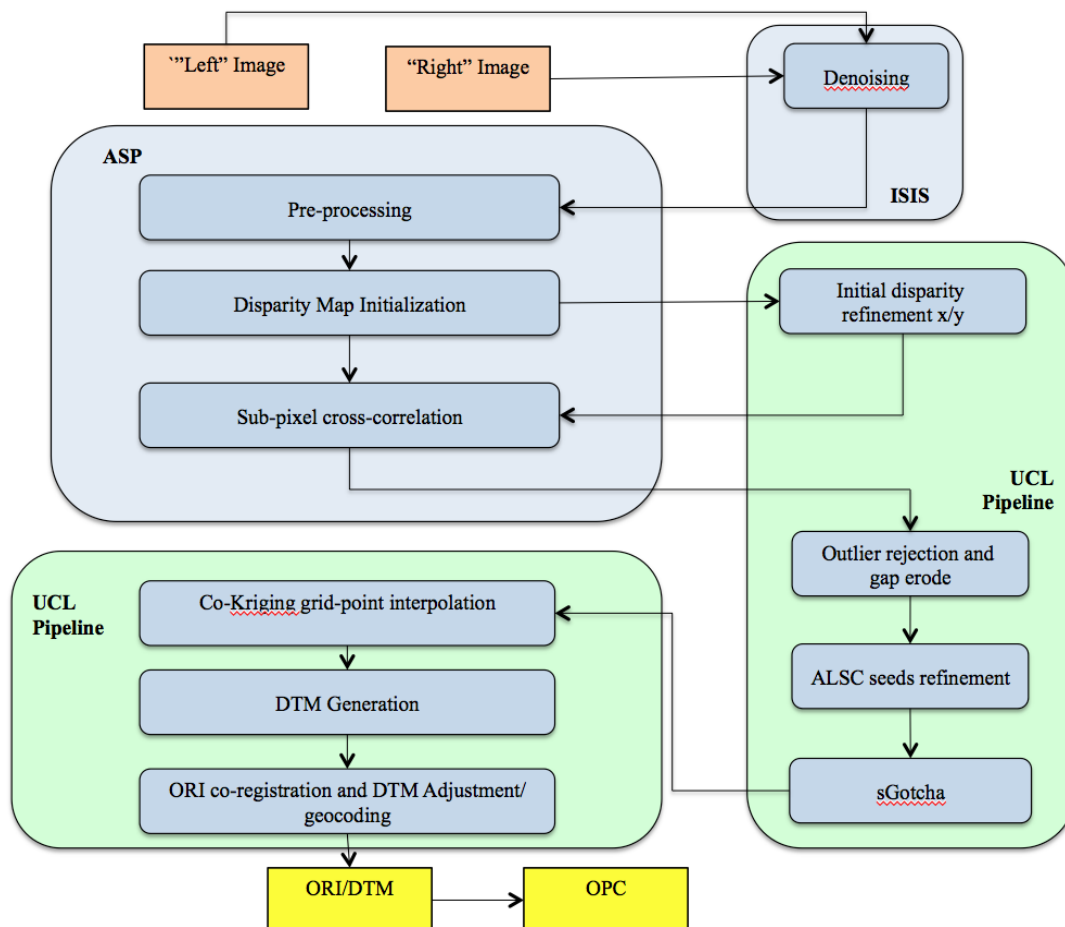 `”Left” Image
“Right” Image
Denoising
ISIS
ASP
Pre-processing
Disparity Map Initialization
Sub-pixel cross-correlation
Initial disparity
refinement x/y
UCL
Pipeline
Outlier rejection and
gap erode
ALSC seeds refinement
sGotcha
UCL
Pipeline
Co-Kriging grid-point interpolation
DTM Generation
ORI co-registration and DTM Adjustment/
geocoding
ORI/DTM
OPC